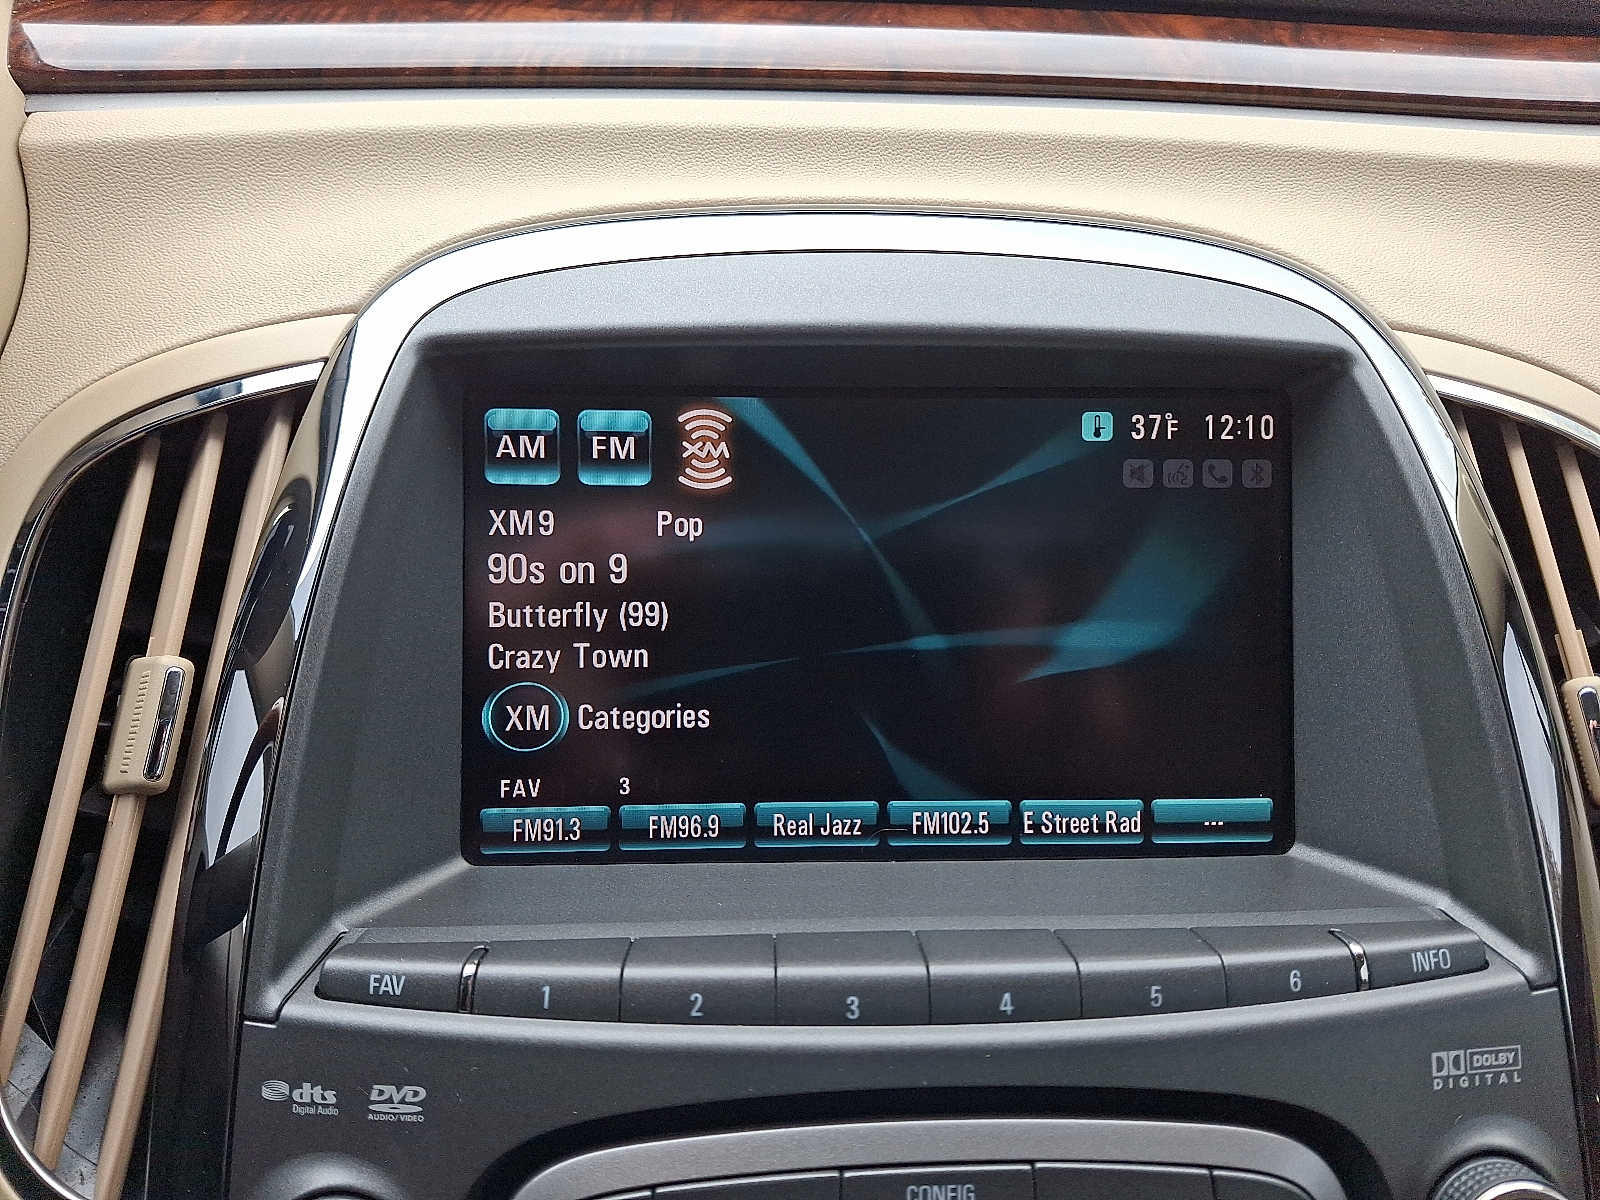 AM FM XM 37°F 12:10
XM9 Pop
90s on 9
Butterfly (99)
Crazy Town
XM Categories
FAV 3
FM91.3 FM96.9 Real Jazz FM102.5 E Street Rad ---
FAV 1 2 3 4 5 6 INFO
dts DVD DOLBY
Digital Audio AUDIO/VIDEO DIGITAL
CONFIG